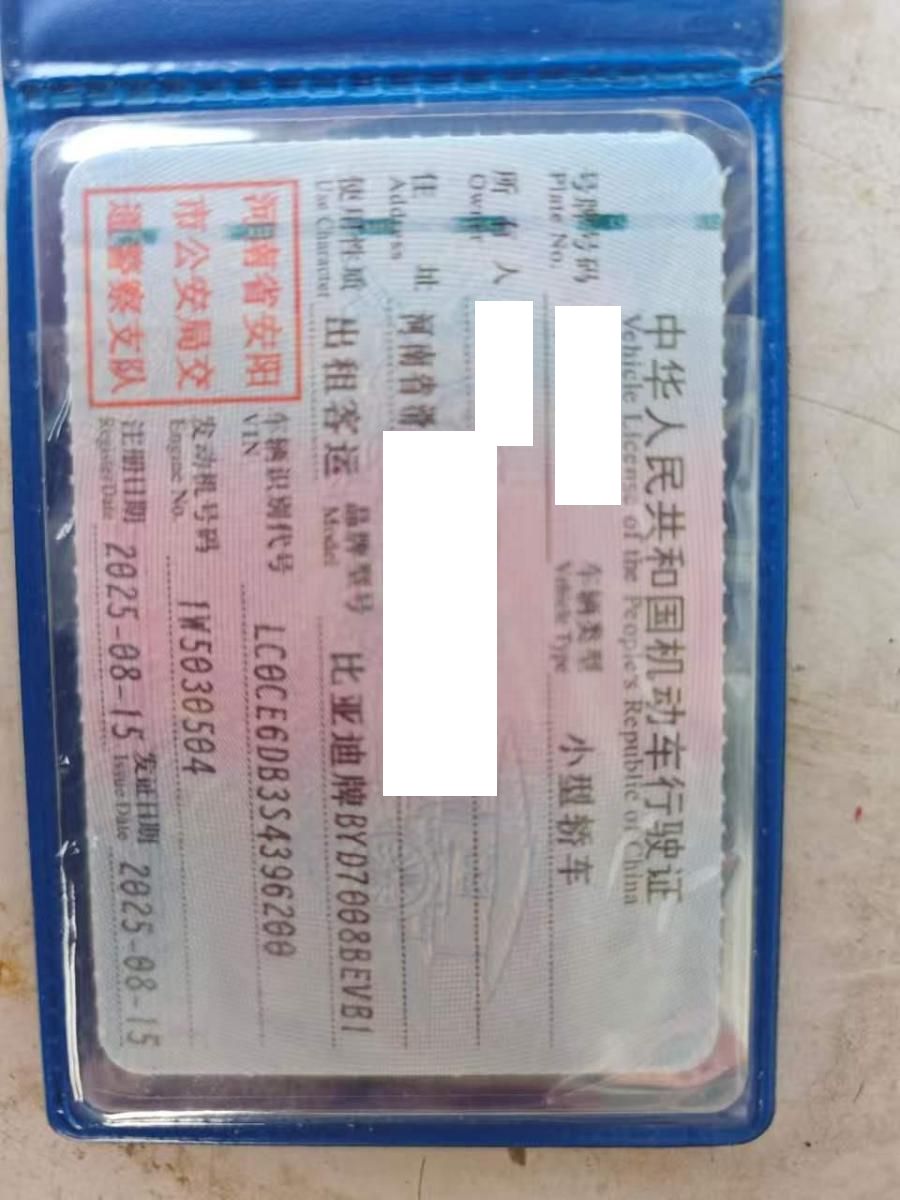 中华人民共和国机动车行驶证
Vehicle License of the People's Republic of China
号牌号码
Plate No.
车辆类型 小型轿车
Vehicle Type
所有人
Owner
住址 河南省滑
Address
使用性质 出租客运 品牌型号 比亚迪牌BYD7008BEVB1
Use Character Model
河南省安阳
市公安局交
通警察支队
车辆识别代号 LC0CE6DB3S4396200
VIN
发动机号码 1W5030504
Engine No.
注册日期 2025-08-15 发证日期 2025-08-15
Register Date Issue Date